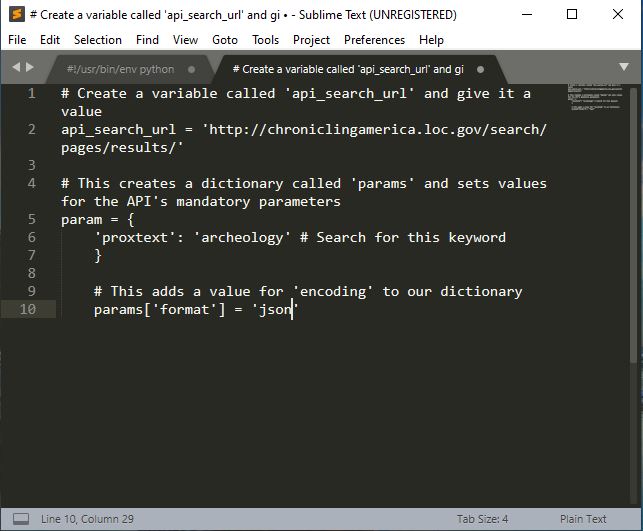 # Create a variable called 'api_search_url' and gi • - Sublime Text (UNREGISTERED)
File Edit Selection Find View Goto Tools Project Preferences Help
#!/usr/bin/env python # Create a variable called 'api_search_url' and gi
1 # Create a variable called 'api_search_url' and give it a
value
2 api_search_url = 'http://chroniclingamerica.loc.gov/search/
pages/results/'
3
4 # This creates a dictionary called 'params' and sets values
for the API's mandatory parameters
5 param = {
6 'proxtext': 'archeology' # Search for this keyword
7 }
8
9 # This adds a value for 'encoding' to our dictionary
10 params['format'] = 'json'
Line 10, Column 29 Tab Size: 4 Plain Text